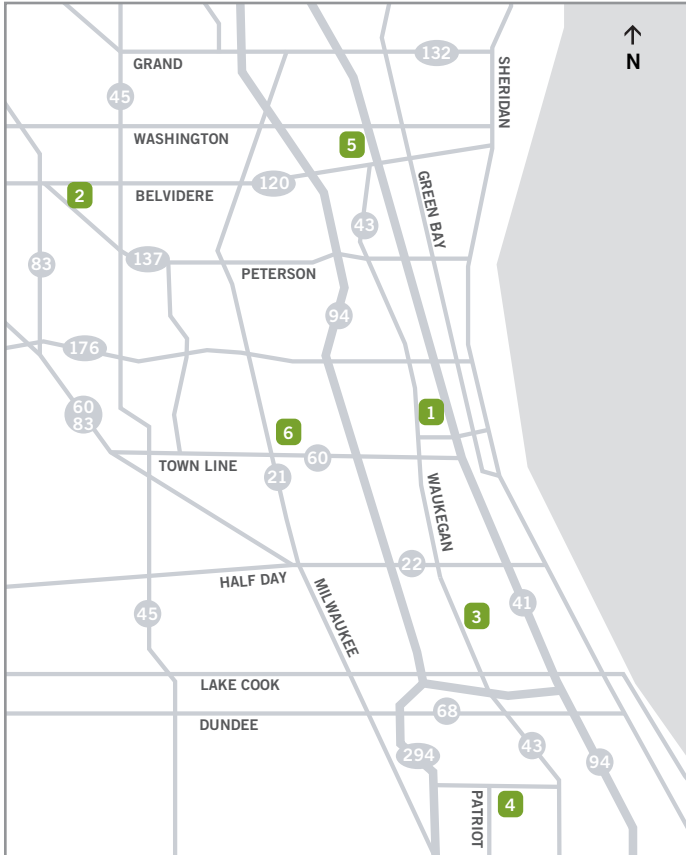 N
GRAND
132
SHERIDAN
45
WASHINGTON
5
2
BELVIDERE
120
GREEN BAY
43
83
137
PETERSON
94
176
60
83
1
6
TOWN LINE
60
21
WAUKEGAN
22
HALF DAY
MILWAUKEE
41
45
3
LAKE COOK
68
DUNDEE
43
294
94
PATRIOT
4